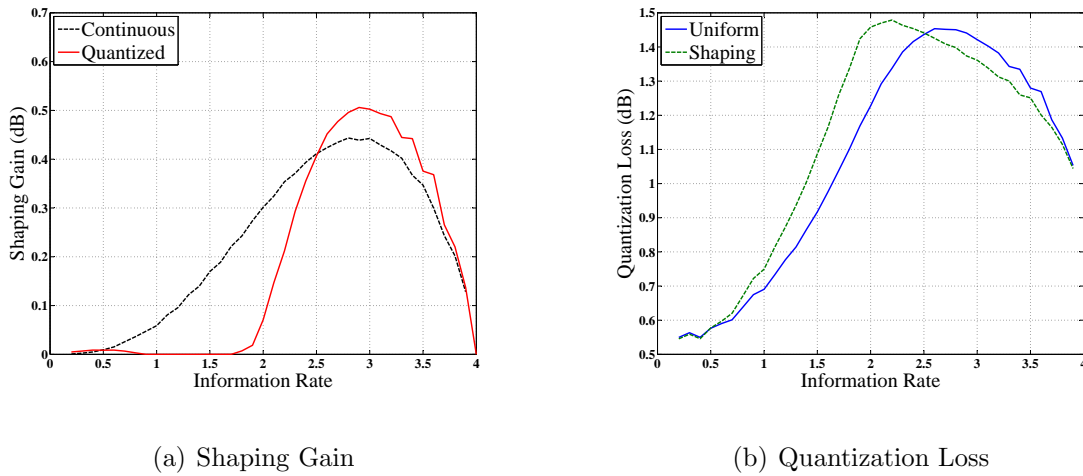 0.7
0.6
0.5
0.4
0.3
0.2
0.1
0
Shaping Gain (dB)
Continuous
Quantized
0 0.5 1 1.5 2 2.5 3 3.5 4
Information Rate
(a) Shaping Gain
1.5
1.4
1.3
1.2
1.1
1
0.9
0.8
0.7
0.6
0.5
Quantization Loss (dB)
Uniform
Shaping
0 0.5 1 1.5 2 2.5 3 3.5 4
Information Rate
(b) Quantization Loss